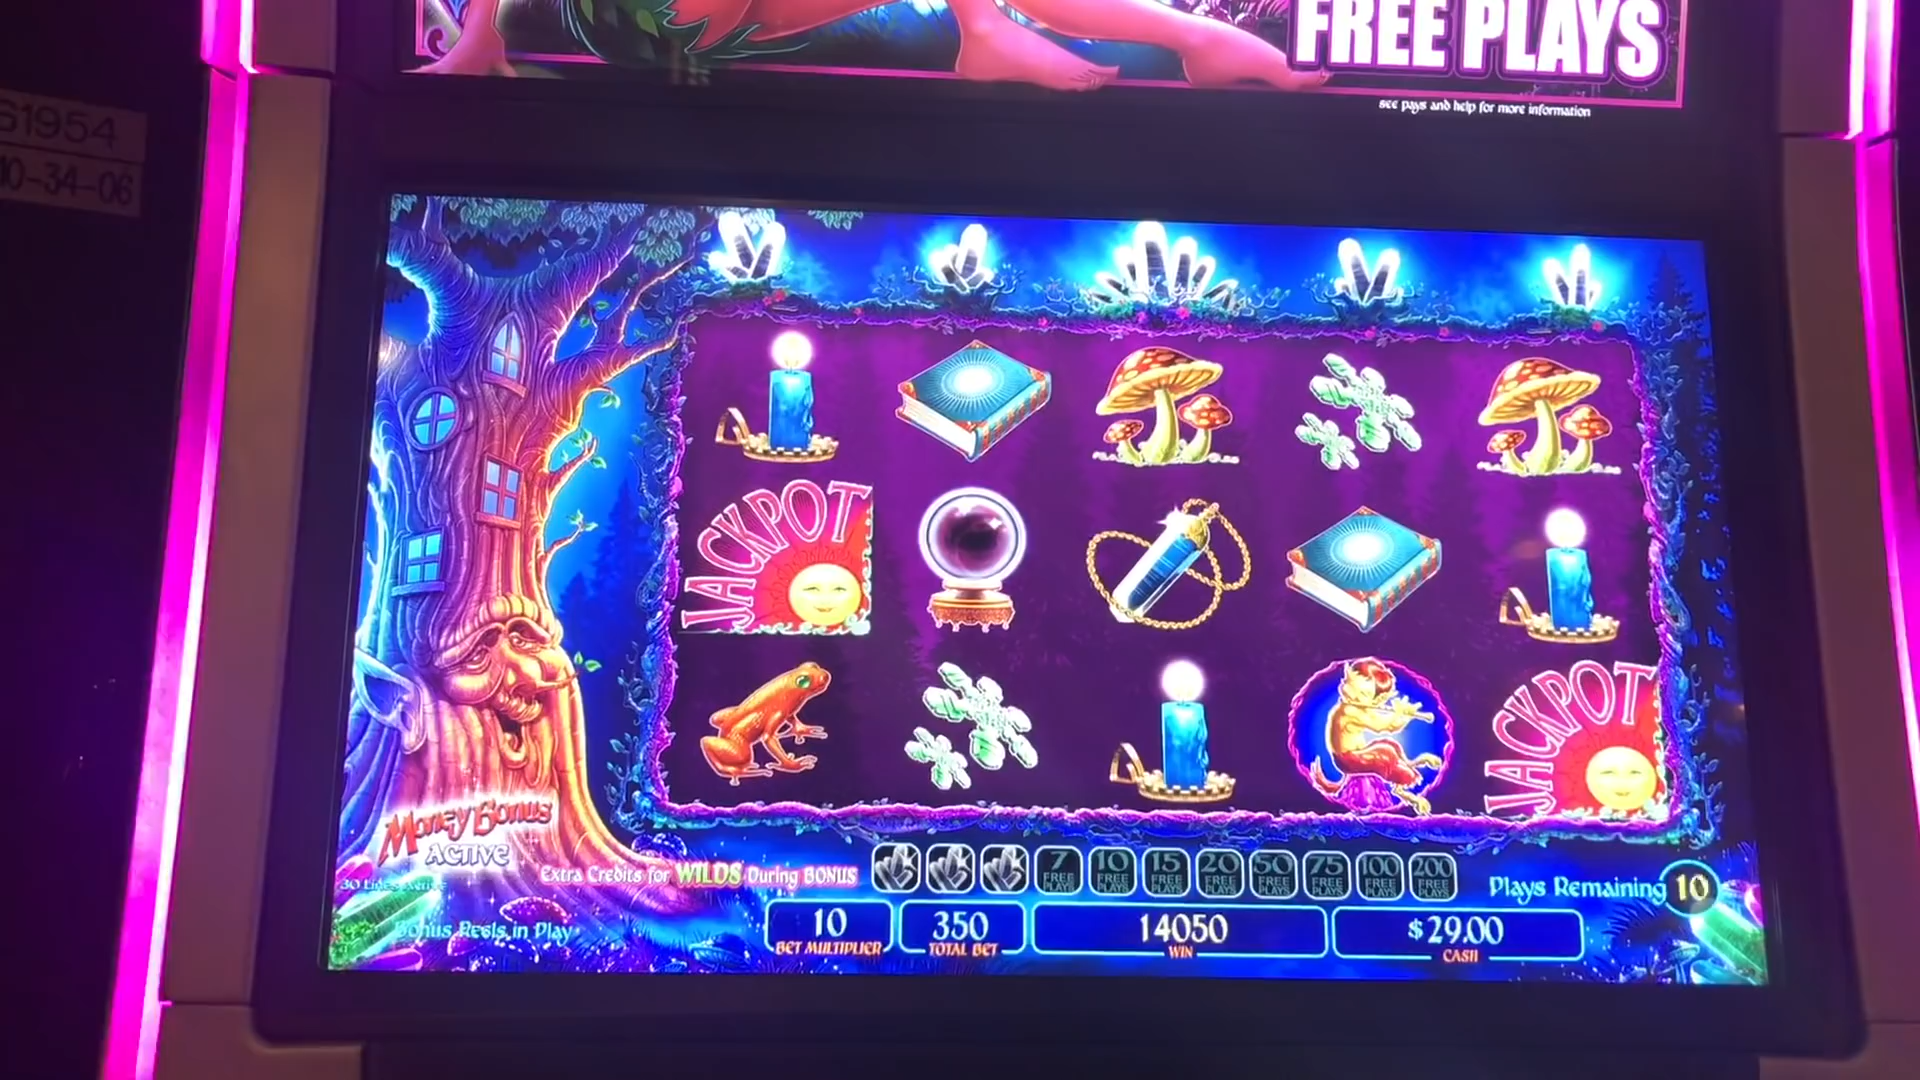 FREE PLAYS
see pays and help for more information
61954
10-34-06
JACKPOT
JACKPOT
Money Bonus
ACTIVE
30 Lines Active
Extra Credits for WILDS During BONUS
7 FREE PLAYS
10 FREE PLAYS
15 FREE PLAYS
20 FREE PLAYS
50 FREE PLAYS
75 FREE PLAYS
100 FREE PLAYS
200 FREE PLAYS
Plays Remaining 10
Bonus Reels in Play
10
BET MULTIPLIER
350
TOTAL BET
14050
WIN
$29.00
CASH